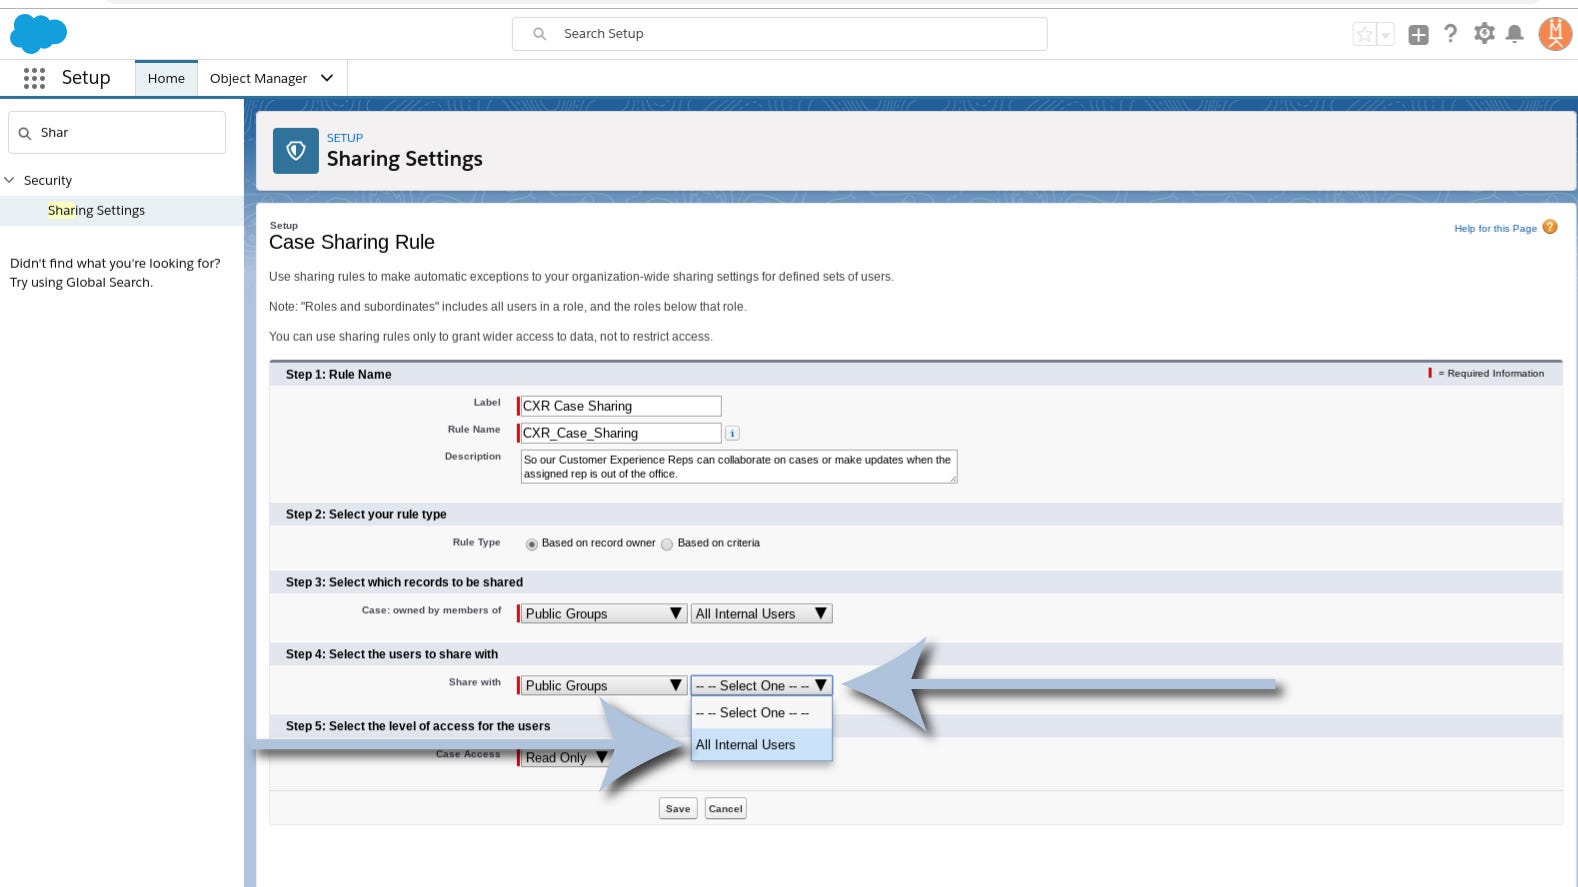 Search Setup
Setup
Home
Object Manager
Shar
Security
Sharing Settings
Didn't find what you're looking for?
Try using Global Search.
SETUP
Sharing Settings
Setup
Case Sharing Rule
Help for this Page
Use sharing rules to make automatic exceptions to your organization-wide sharing settings for defined sets of users.
Note: "Roles and subordinates" includes all users in a role, and the roles below that role.
You can use sharing rules only to grant wider access to data, not to restrict access.
Step 1: Rule Name
= Required Information
Label CXR Case Sharing
Rule Name CXR_Case_Sharing
Description So our Customer Experience Reps can collaborate on cases or make updates when the
assigned rep is out of the office.
Step 2: Select your rule type
Rule Type Based on record owner Based on criteria
Step 3: Select which records to be shared
Case: owned by members of Public Groups All Internal Users
Step 4: Select the users to share with
Share with Public Groups -- -- Select One -- --
-- -- Select One -- --
Step 5: Select the level of access for the users
All Internal Users
Case Access Read Only
Save Cancel